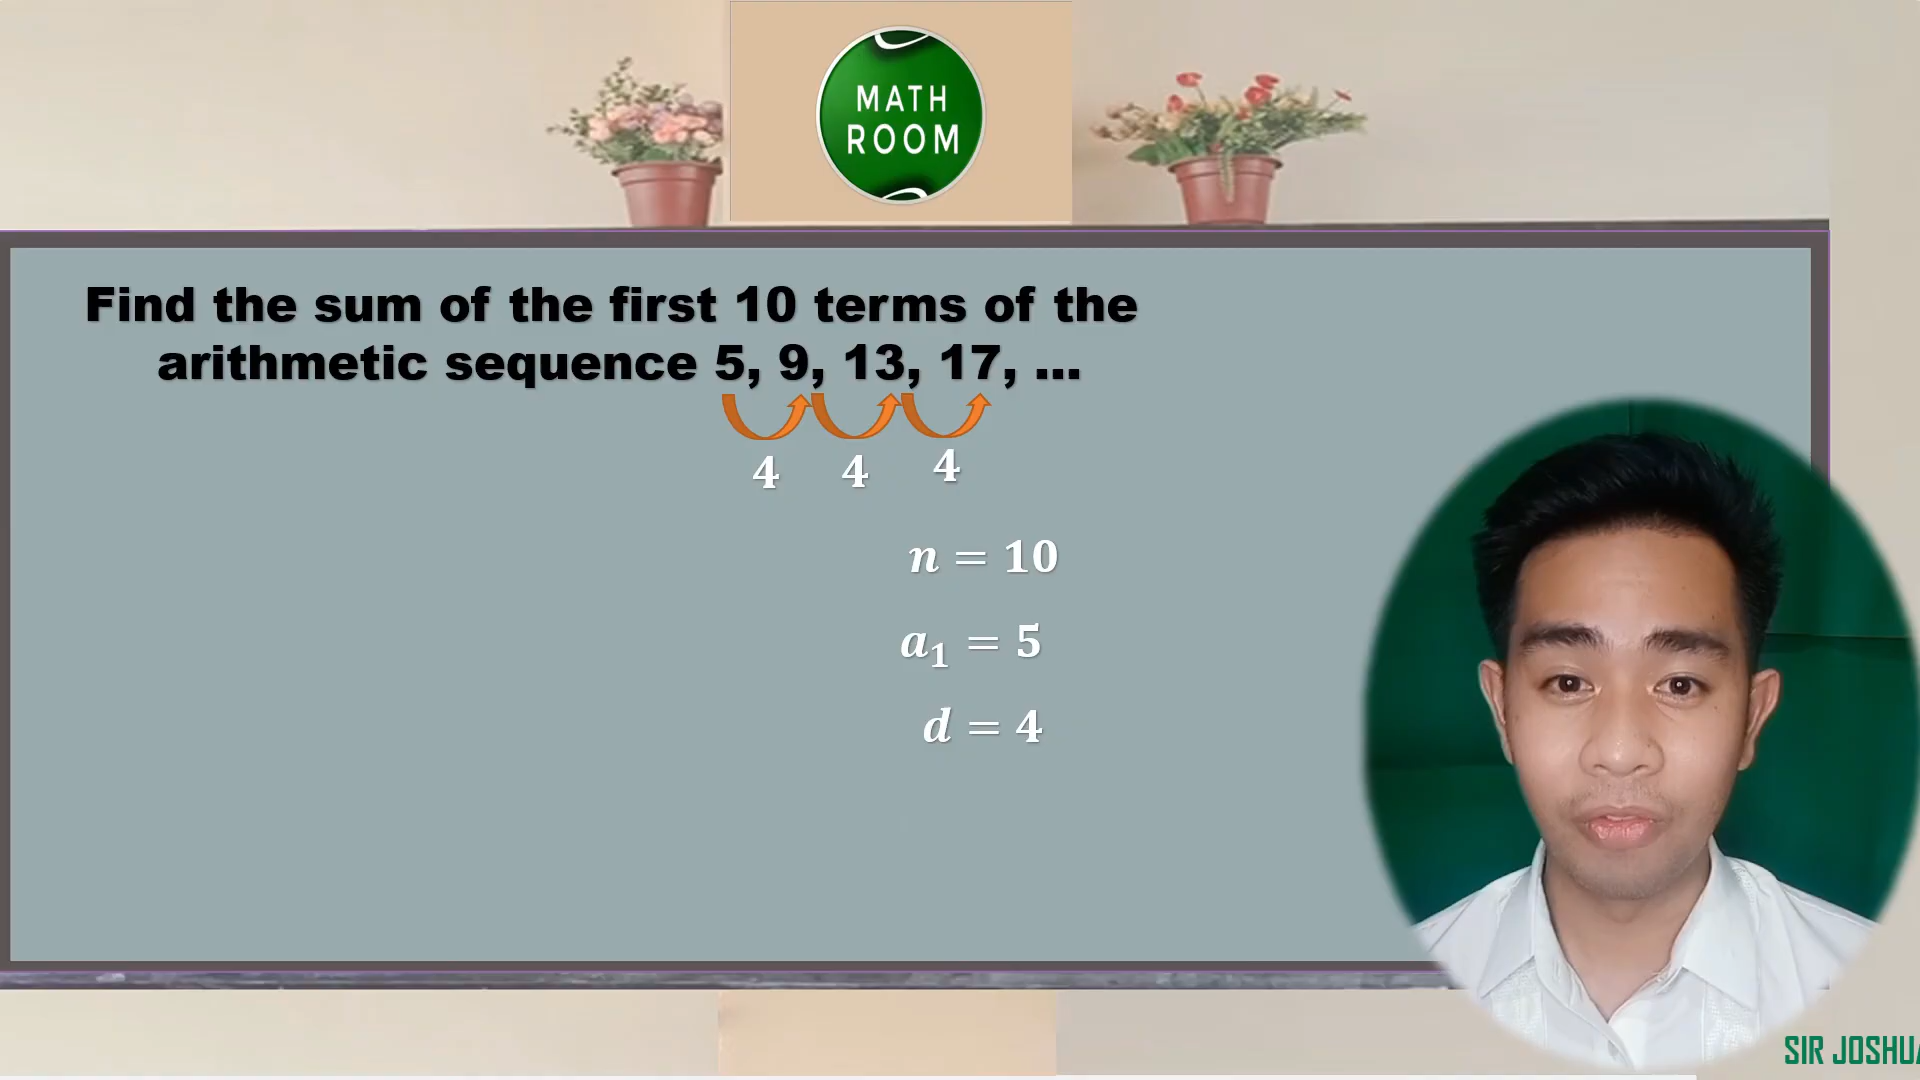 MATH
ROOM
Find the sum of the first 10 terms of the
arithmetic sequence 5, 9, 13, 17, ...
4 4 4
n = 10
a₁ = 5
d = 4
SIR JOSHUA